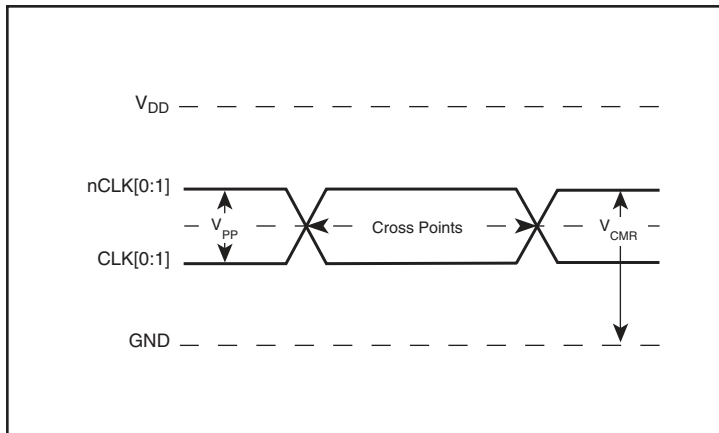 VDD
nCLK[0:1]
VPP
Cross Points
VCMR
CLK[0:1]
GND